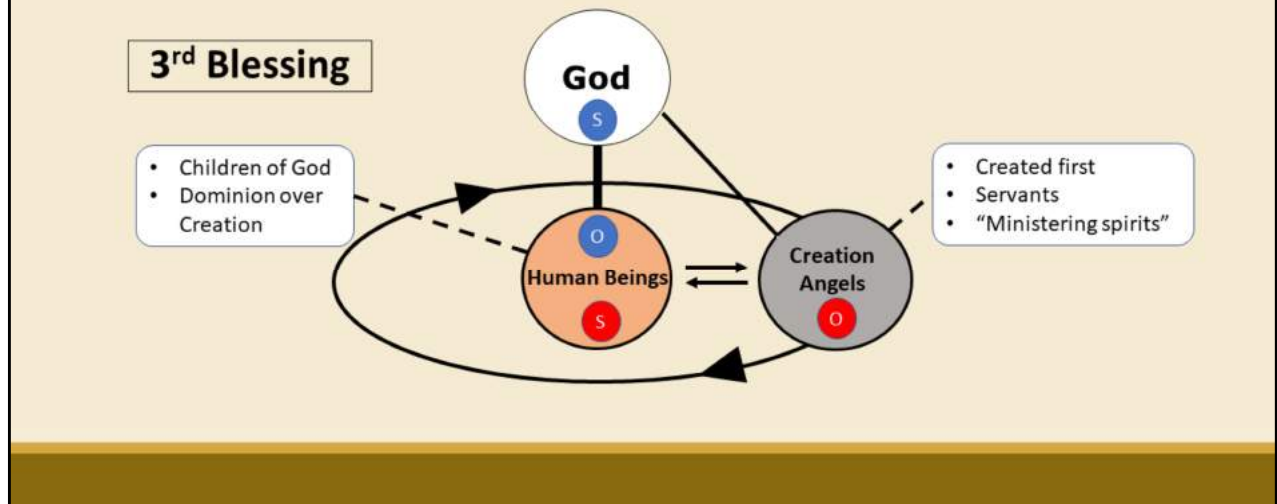 3rd Blessing
God
S
• Children of God
• Dominion over
Creation
• Created first
• Servants
• “Ministering spirits”
O
Human Beings
S
Creation
Angels
O